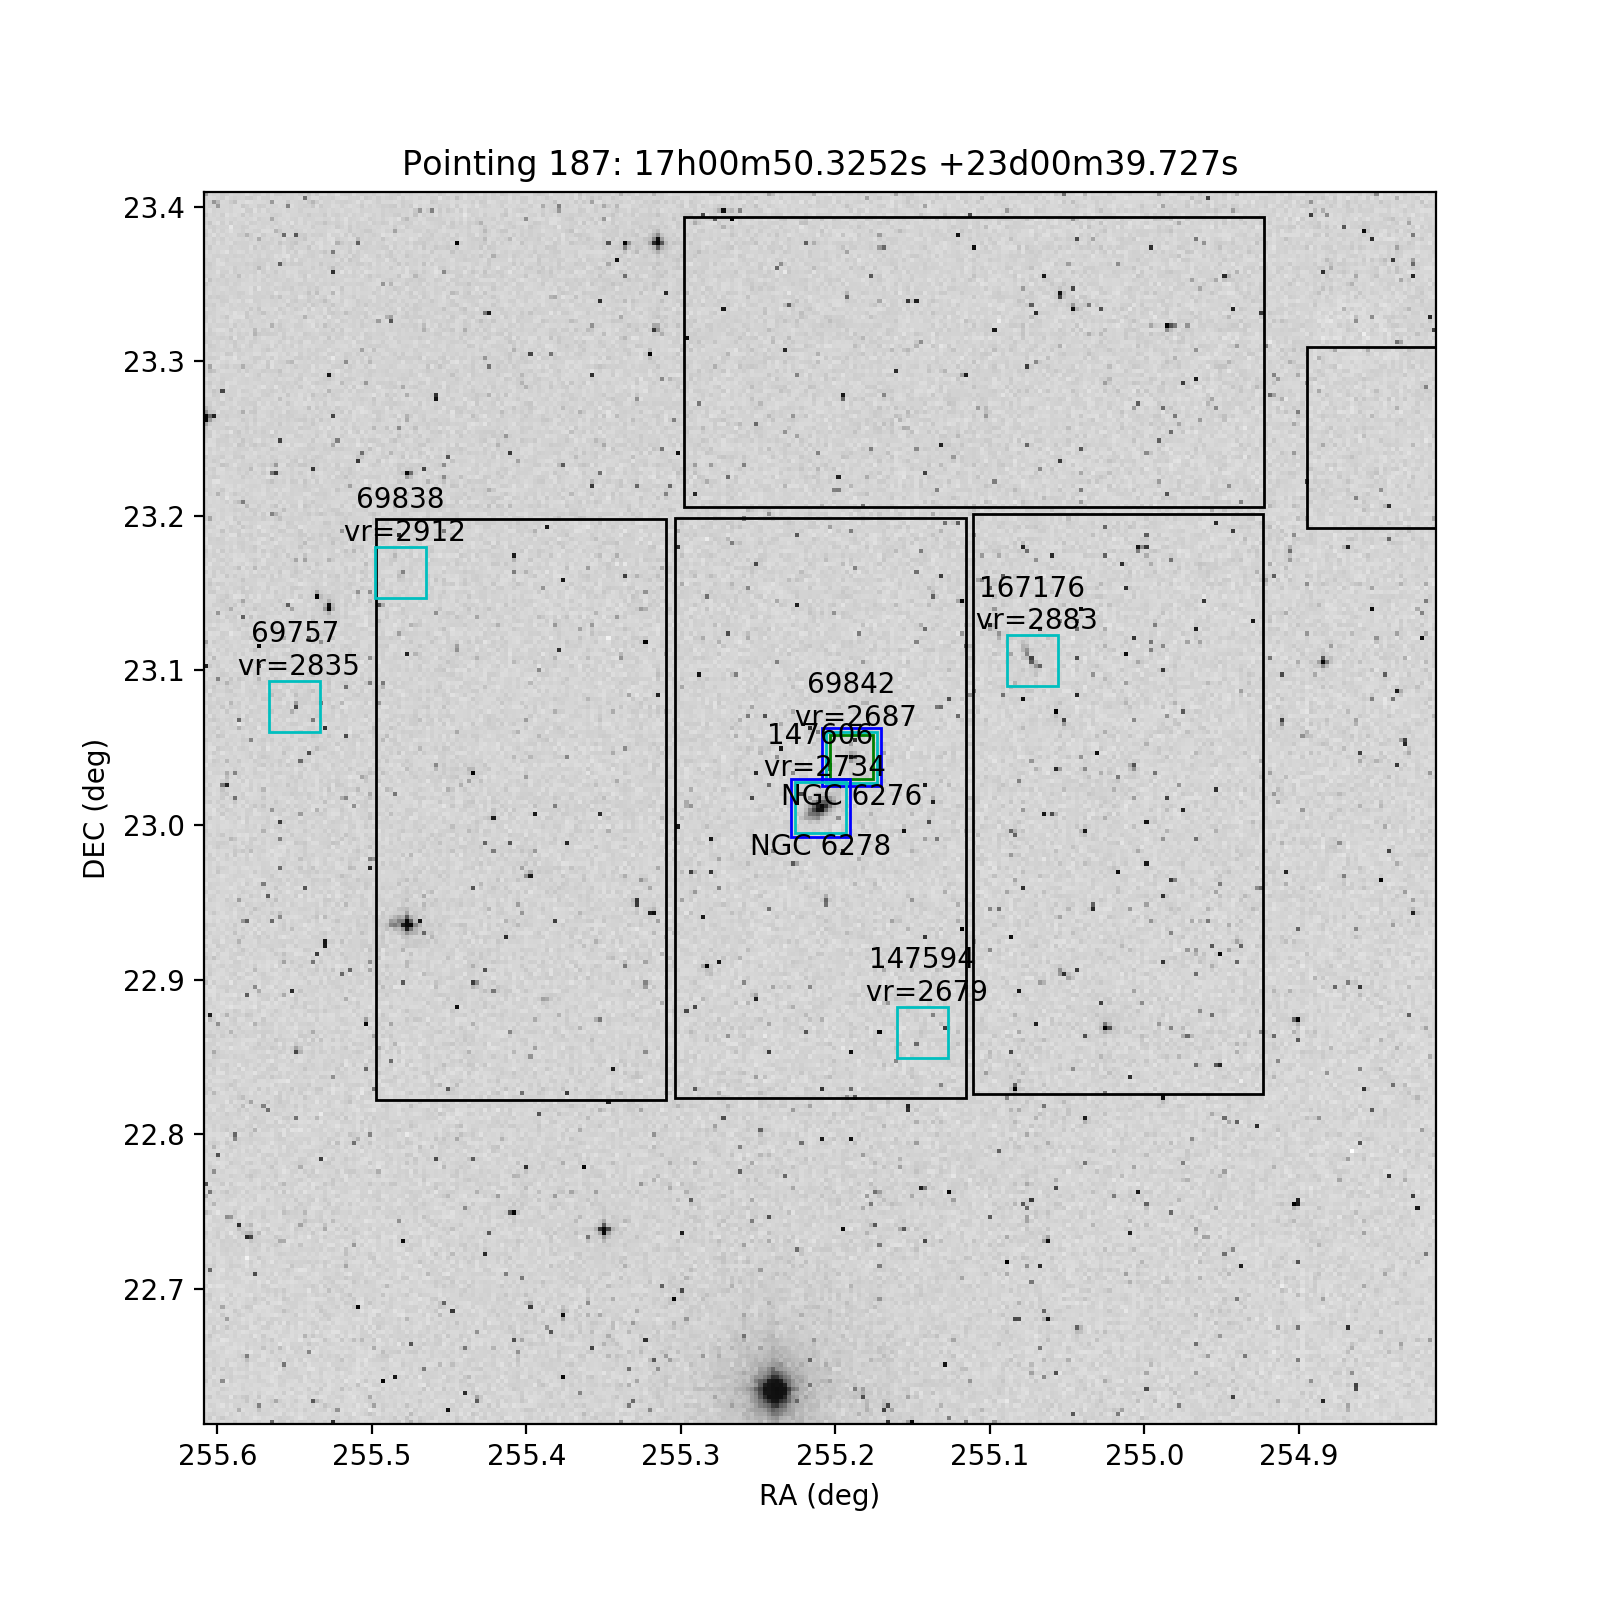 Pointing 187: 17h00m50.3252s +23d00m39.727s
23.4
23.3
23.2
23.1
23.0
22.9
22.8
22.7
DEC (deg)
69838
vr=2912
69757
vr=2835
167176
vr=2883
69842
vr=2687
147606
vr=2734
NGC 6276
NGC 6278
147594
vr=2679
255.6 255.5 255.4 255.3 255.2 255.1 255.0 254.9
RA (deg)